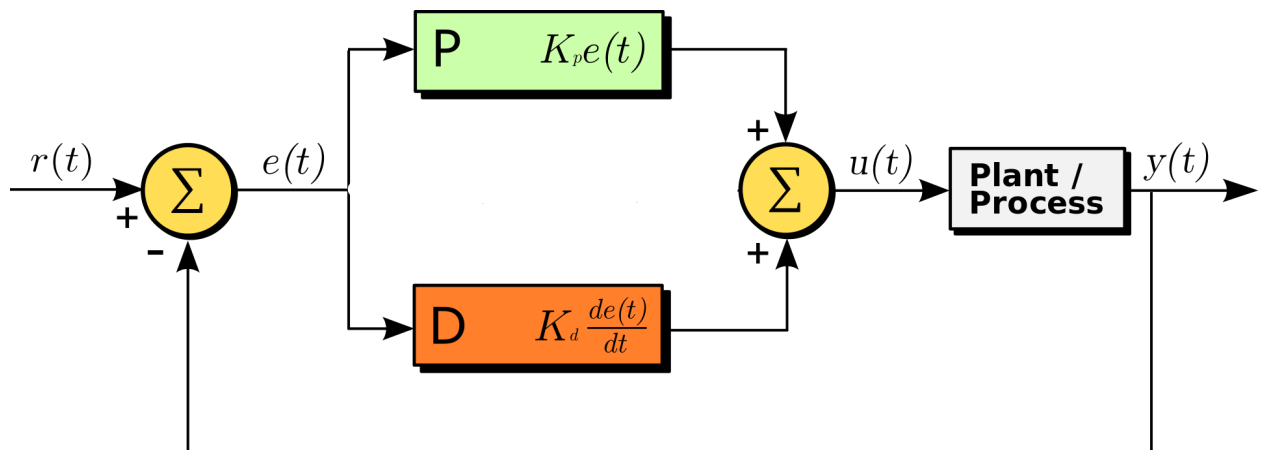 P K_p e(t)
r(t)
+
-
Σ
e(t)
+
+
Σ
u(t)
Plant /
Process
y(t)
D K_d de(t)/dt